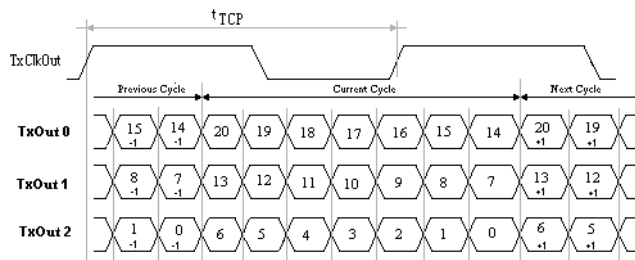 tTCP
TxClkOut
Previous Cycle Current Cycle Next Cycle
TxOut 0 15 14 20 19 18 17 16 15 14 20 19
-1 -1 +1 +1
TxOut 1 8 7 13 12 11 10 9 8 7 13 12
-1 -1 +1 +1
TxOut 2 1 0 6 5 4 3 2 1 0 6 5
-1 -1 +1 +1